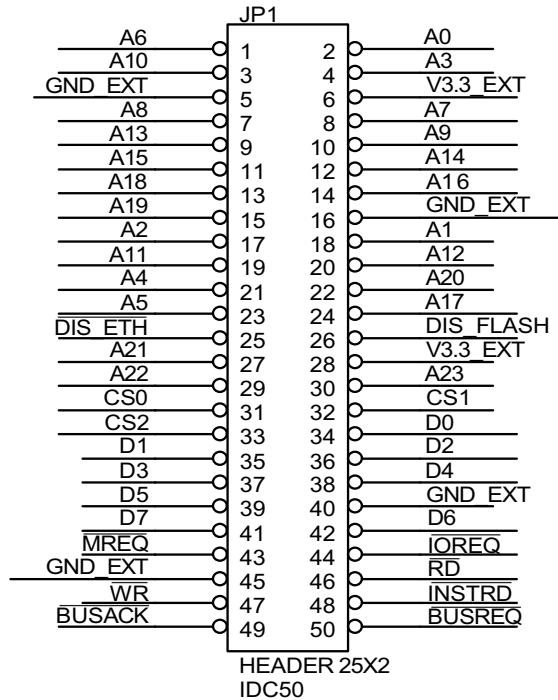 JP1
A6 1 2 A0
A10 3 4 A3
GND_EXT 5 6 V3.3_EXT
A8 7 8 A7
A13 9 10 A9
A15 11 12 A14
A18 13 14 A16
A19 15 16 GND_EXT
A2 17 18 A1
A11 19 20 A12
A4 21 22 A20
A5 23 24 A17
DIS_ETH 25 26 DIS_FLASH
A21 27 28 V3.3_EXT
A22 29 30 A23
CS0 31 32 CS1
CS2 33 34 D0
D1 35 36 D2
D3 37 38 D4
D5 39 40 GND_EXT
D7 41 42 D6
MREQ 43 44 IOREQ
GND_EXT 45 46 RD
WR 47 48 INSTRD
BUSACK 49 50 BUSREQ
HEADER 25X2
IDC50